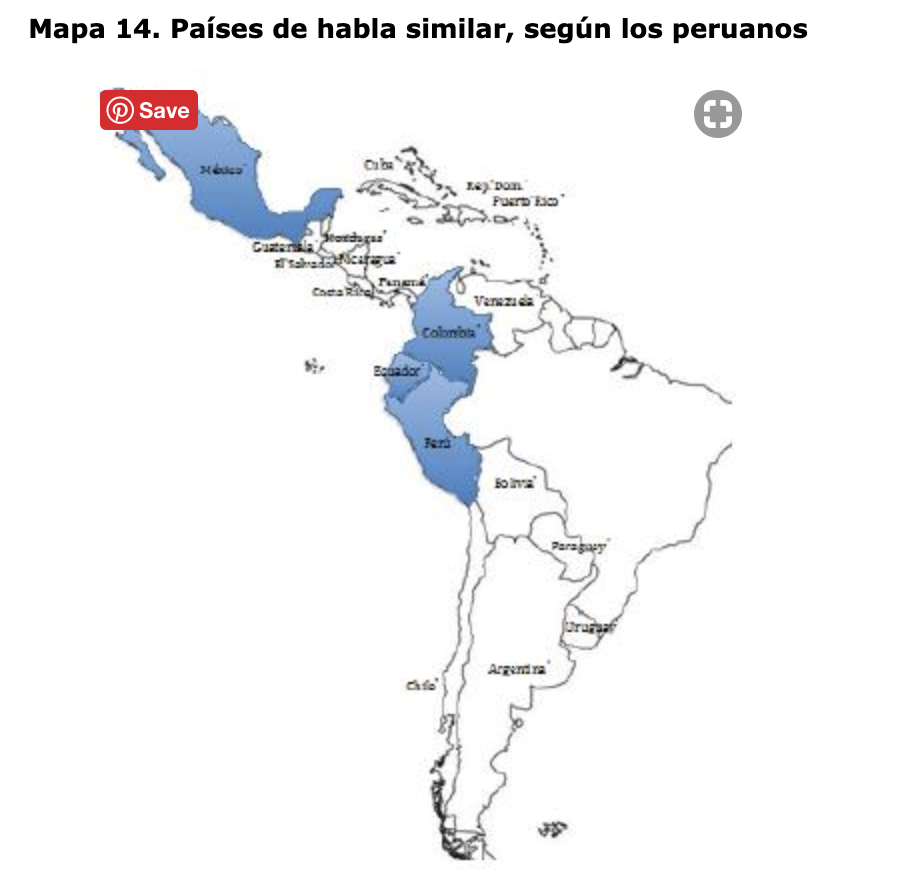 Mapa 14. Países de habla similar, según los peruanos
Save
México
Cuba
Rep. Dom.
Puerto Rico
Honduras
Guatemala
Nicaragua
El Salvador
Panamá
Costa Rica
Venezuela
Colombia
Ecuador
Perú
Bolivia
Paraguay
Uruguay
Argentina
Chile